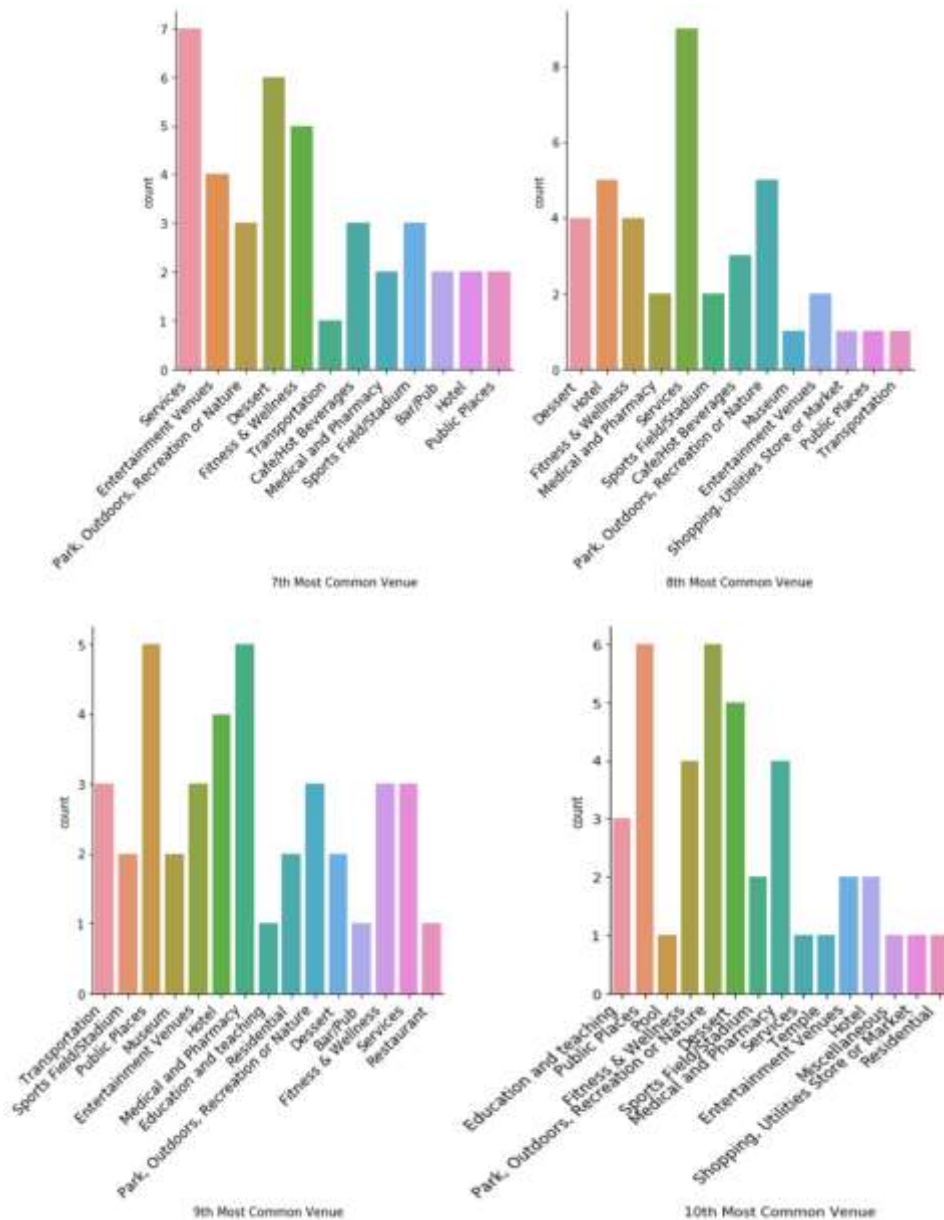 7
6
5
4
3
2
1
0
count
Services
Entertainment Venues
Park, Outdoors, Recreation or Nature
Dessert
Fitness & Wellness
Transportation
Cafe/Hot Beverages
Medical and Pharmacy
Sports Field/Stadium
Bar/Pub
Hotel
Public Places
7th Most Common Venue
8
6
4
2
0
count
Dessert
Hotel
Fitness & Wellness
Medical and Pharmacy
Services
Sports Field/Stadium
Cafe/Hot Beverages
Park, Outdoors, Recreation or Nature
Museum
Entertainment Venues
Shopping, Utilities Store or Market
Public Places
Transportation
8th Most Common Venue
5
4
3
2
1
0
count
Transportation
Sports Field/Stadium
Public Places
Museum
Entertainment Venues
Hotel
Medical and Pharmacy
Education and teaching
Residential
Park, Outdoors, Recreation or Nature
Dessert
Bar/Pub
Fitness & Wellness
Services
Restaurant
9th Most Common Venue
6
5
4
3
2
1
0
count
Education and teaching
Public Places
Pool
Fitness & Wellness
Park, Outdoors, Recreation or Nature
Dessert
Sports Field/Stadium
Medical and Pharmacy
Services
Temple
Entertainment Venues
Hotel
Miscellaneous
Shopping, Utilities Store or Market
Residential
10th Most Common Venue